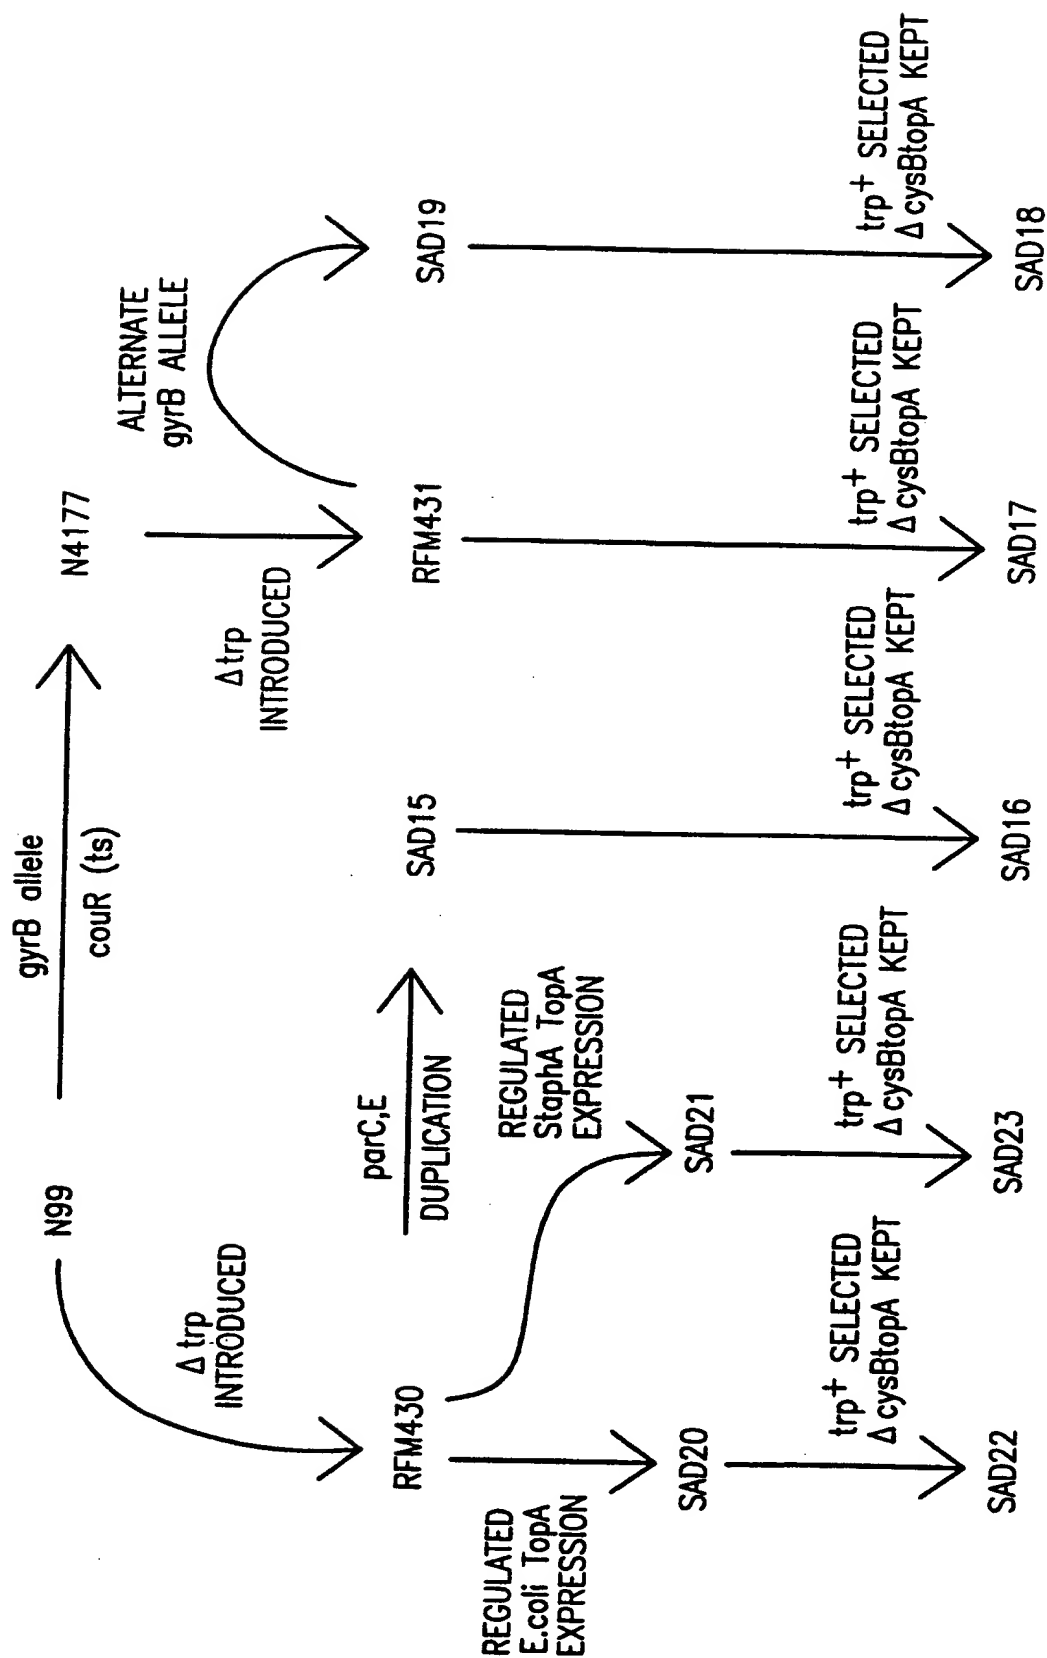 N99
gyrB allele
couR (ts)
N4177
Δ trp
INTRODUCED
Δ trp
INTRODUCED
ALTERNATE
gyrB ALLELE
RFM430
parC,E
DUPLICATION
SAD15
RFM431
SAD19
REGULATED
E.coli TopA
EXPRESSION
REGULATED
StaphA TopA
EXPRESSION
SAD20
SAD21
trp+ SELECTED
Δ cysBtopA KEPT
trp+ SELECTED
Δ cysBtopA KEPT
trp+ SELECTED
Δ cysBtopA KEPT
trp+ SELECTED
Δ cysBtopA KEPT
trp+ SELECTED
Δ cysBtopA KEPT
SAD22
SAD23
SAD16
SAD17
SAD18